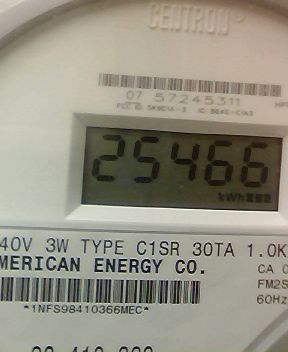 CENTRON
07 57245311
25466
kWh
40V 3W TYPE C1SR 30TA 1.0K
MERICAN ENERGY CO.
CA 0
FM2S
60Hz
*1NFS98410366MEC*